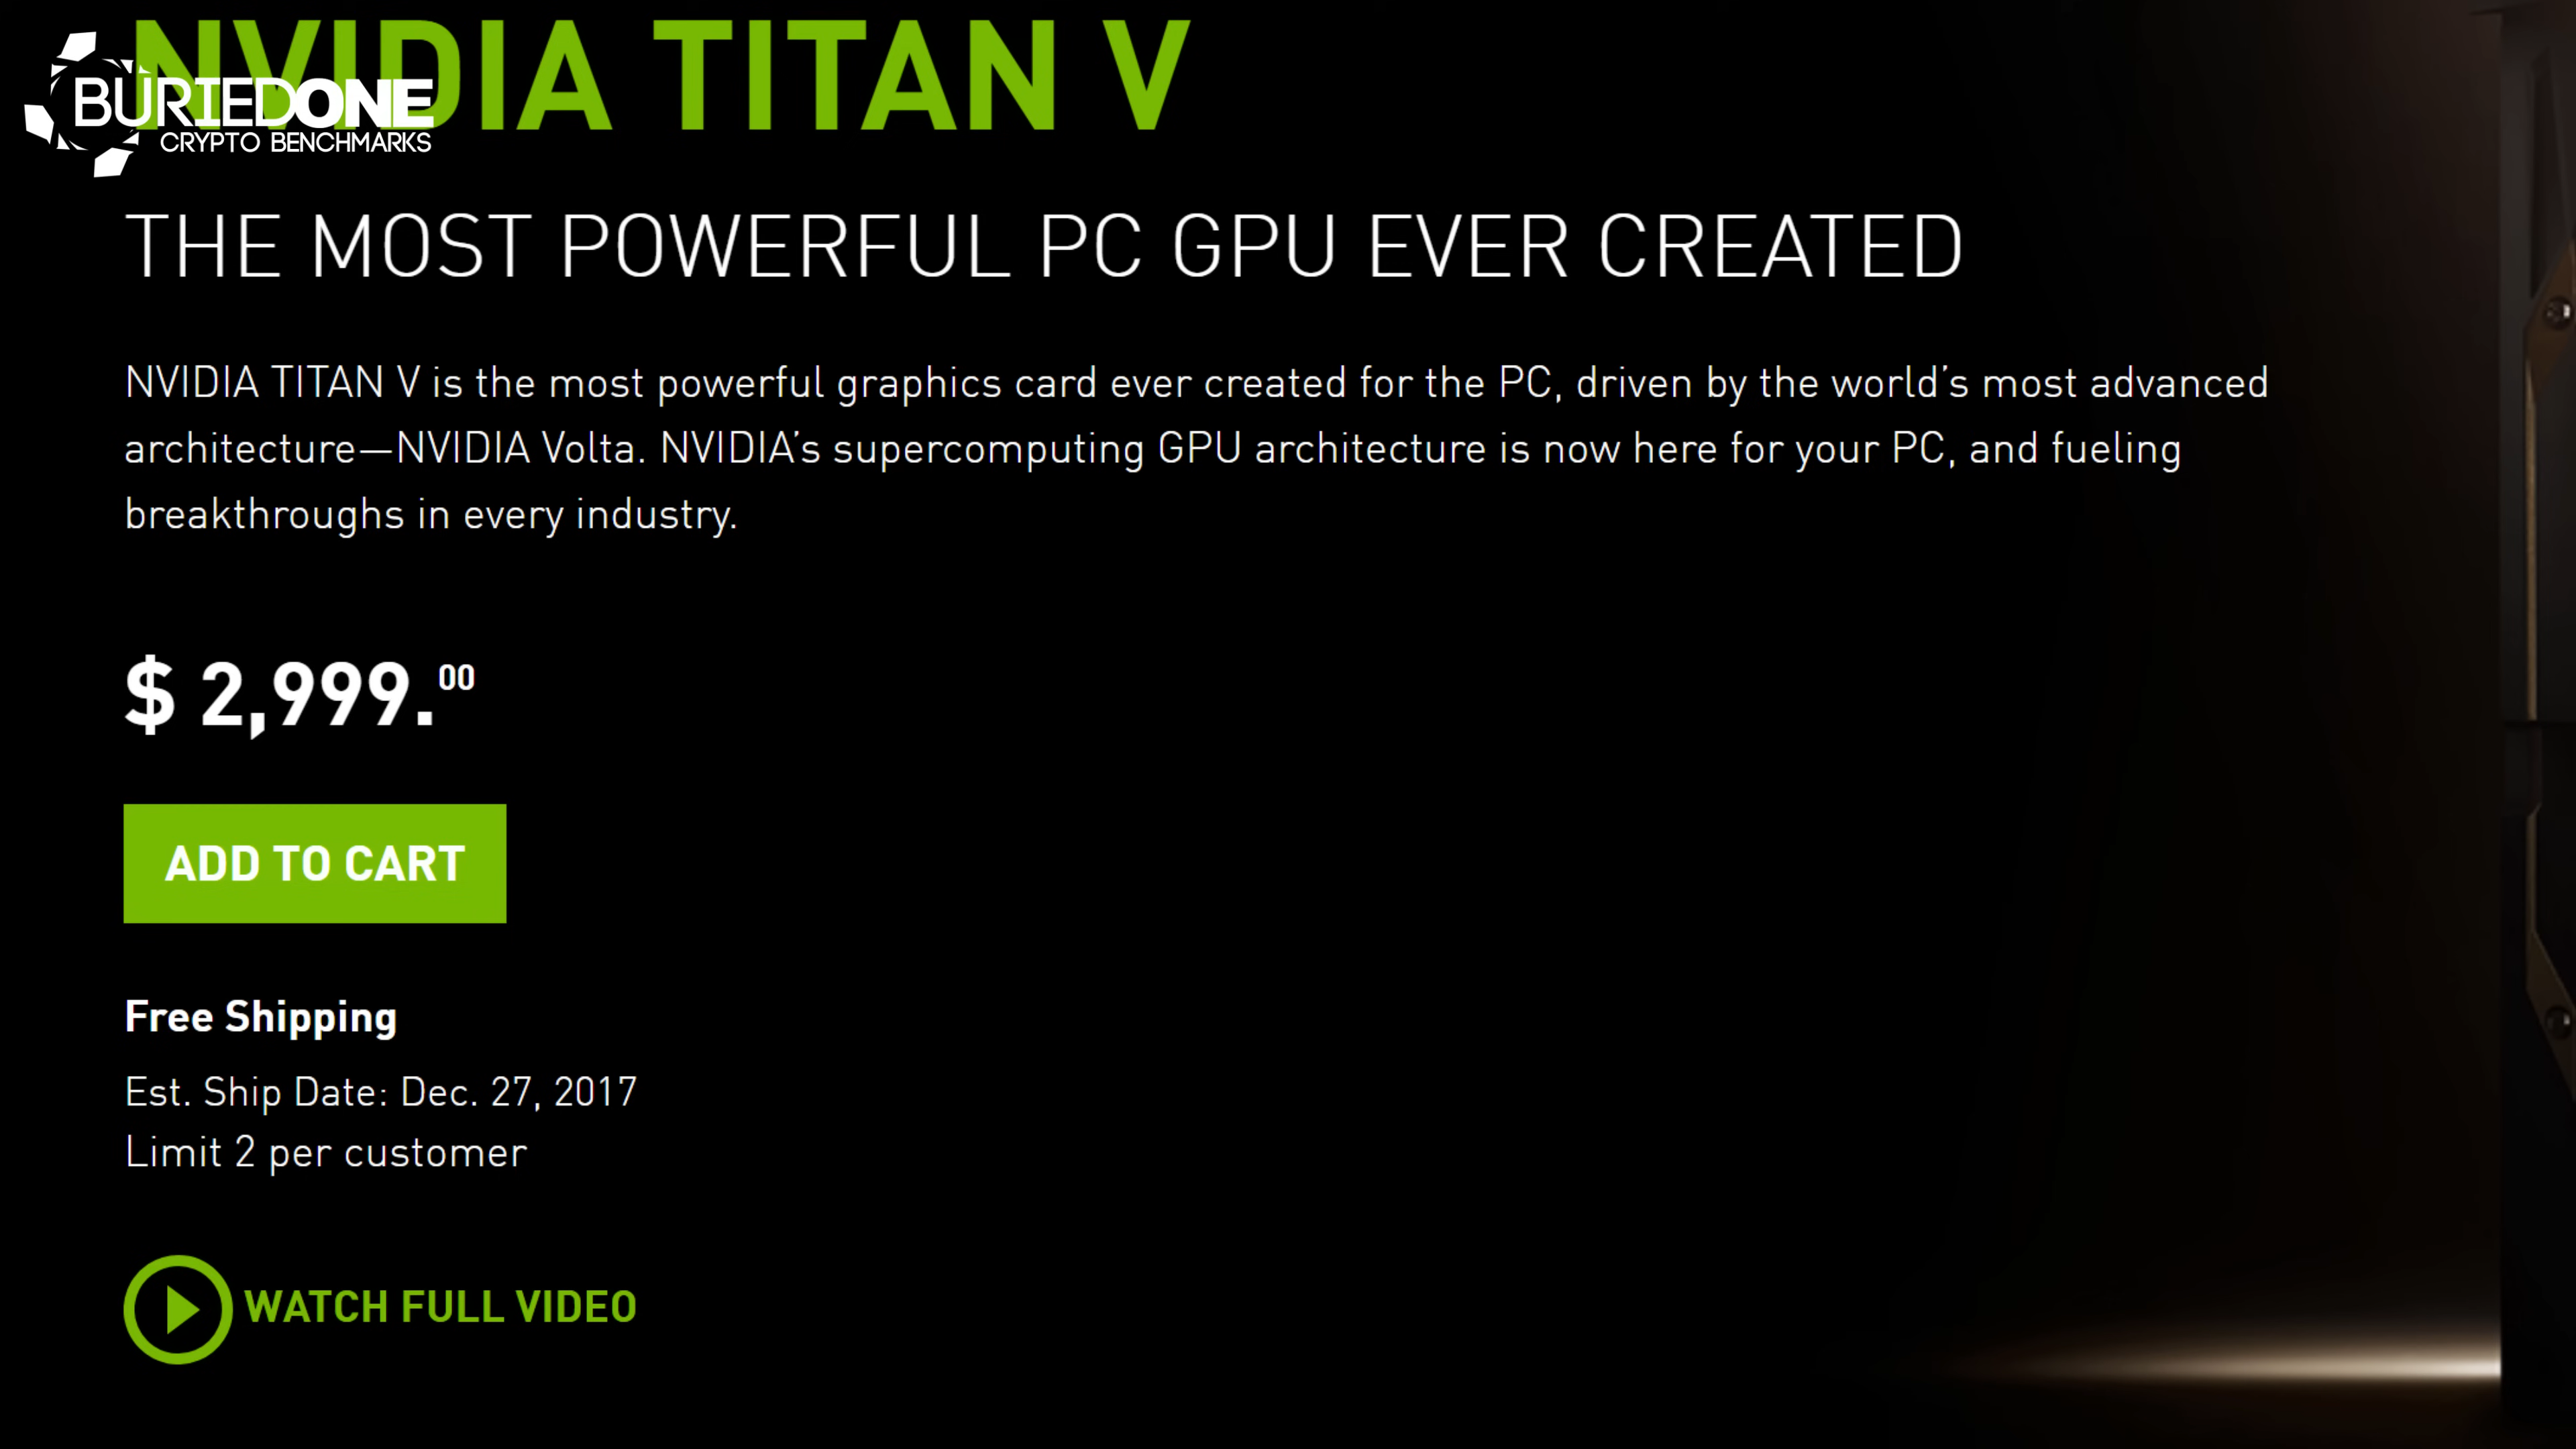 NVIDIA TITAN V
BURIEDONE
CRYPTO BENCHMARKS
THE MOST POWERFUL PC GPU EVER CREATED
NVIDIA TITAN V is the most powerful graphics card ever created for the PC, driven by the world’s most advanced
architecture—NVIDIA Volta. NVIDIA’s supercomputing GPU architecture is now here for your PC, and fueling
breakthroughs in every industry.
$ 2,999.00
ADD TO CART
Free Shipping
Est. Ship Date: Dec. 27, 2017
Limit 2 per customer
WATCH FULL VIDEO